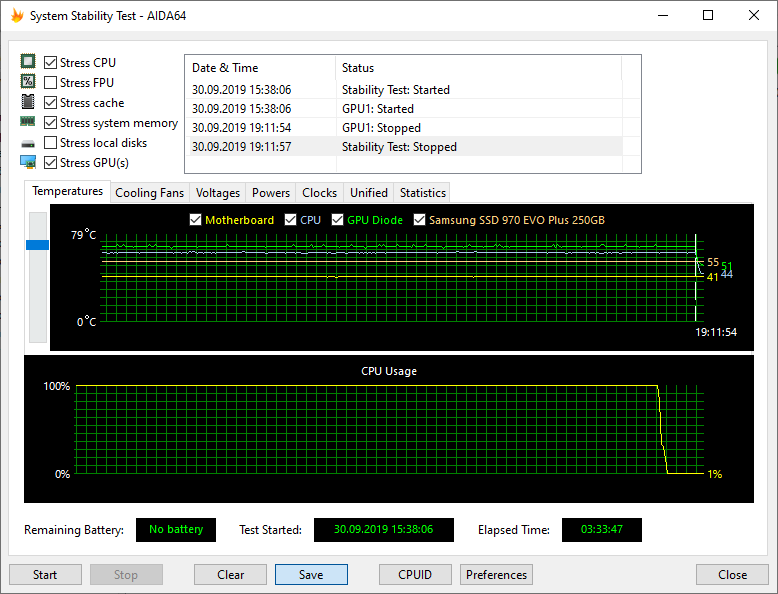 System Stability Test - AIDA64
Stress CPU
Stress FPU
Stress cache
Stress system memory
Stress local disks
Stress GPU(s)
Date & Time Status
30.09.2019 15:38:06 Stability Test: Started
30.09.2019 15:38:06 GPU1: Started
30.09.2019 19:11:54 GPU1: Stopped
30.09.2019 19:11:57 Stability Test: Stopped
Temperatures Cooling Fans Voltages Powers Clocks Unified Statistics
Motherboard CPU GPU Diode Samsung SSD 970 EVO Plus 250GB
79°C
55 51
41 44
0°C
19:11:54
CPU Usage
100%
0% 1%
Remaining Battery: No battery Test Started: 30.09.2019 15:38:06 Elapsed Time: 03:33:47
Start Stop Clear Save CPUID Preferences Close